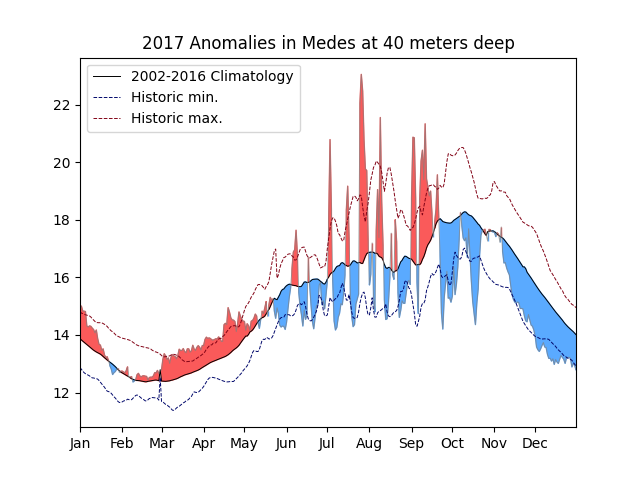 2017 Anomalies in Medes at 40 meters deep
2002-2016 Climatology
Historic min.
Historic max.
22
20
18
16
14
12
Jan Feb Mar Apr May Jun Jul Aug Sep Oct Nov Dec